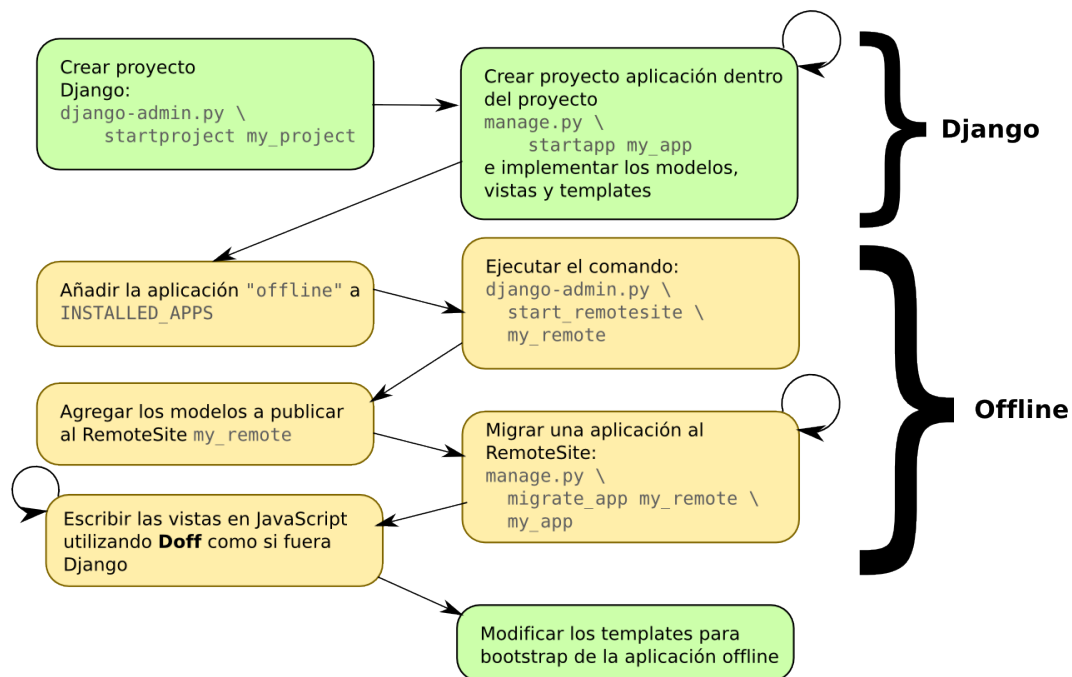 Crear proyecto
Django:
django-admin.py \
startproject my_project
Crear proyecto aplicación dentro
del proyecto
manage.py \
startapp my_app
e implementar los modelos,
vistas y templates
Django
Añadir la aplicación "offline" a
INSTALLED_APPS
Ejecutar el comando:
django-admin.py \
start_remotesite \
my_remote
Agregar los modelos a publicar
al RemoteSite my_remote
Migrar una aplicación al
RemoteSite:
manage.py \
migrate_app my_remote \
my_app
Offline
Escribir las vistas en JavaScript
utilizando Doff como si fuera
Django
Modificar los templates para
bootstrap de la aplicación offline